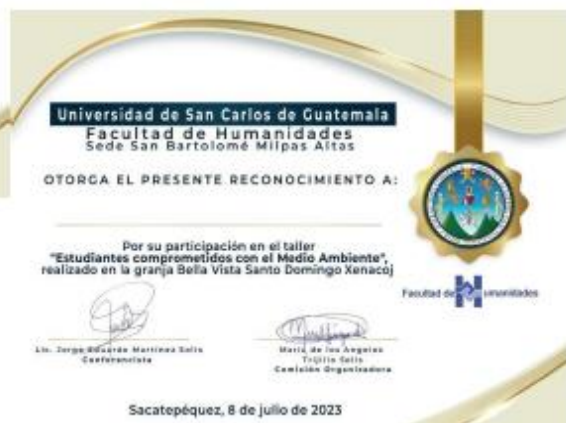 Universidad de San Carlos de Guatemala
Facultad de Humanidades
Sede San Bartolomé Milpas Altas
OTORGA EL PRESENTE RECONOCIMIENTO A:
Por su participación en el taller
"Estudiantes comprometidos con el Medio Ambiente",
realizado en la granja Bella Vista Santo Domingo Xenacoj
Facultad de Humanidades
Lic. Jorge Eduardo Martínez Solis
Conferencista
María de los Angeles
Trijilio Solis
Comisión Organizadora
Sacatepéquez, 8 de julio de 2023